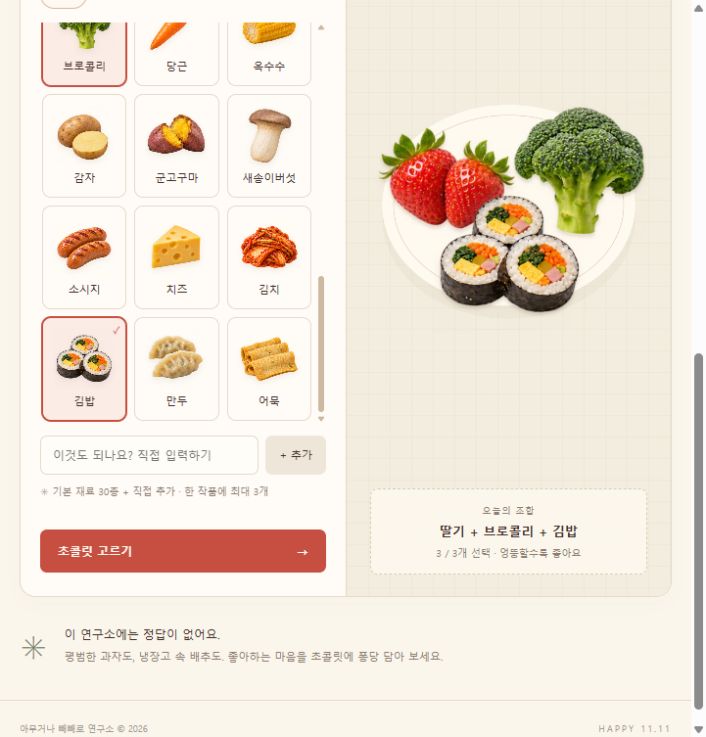 브로콜리
당근
옥수수
감자
군고구마
새송이버섯
소시지
치즈
김치
김밥
만두
어묵
이것도 되나요? 직접 입력하기
+ 추가
✳ 기본 재료 30종 + 직접 추가 · 한 작품에 최대 3개
초콜릿 고르기 →
오늘의 조합
딸기 + 브로콜리 + 김밥
3 / 3개 선택 · 엉뚱할수록 좋아요
이 연구소에는 정답이 없어요.
평범한 과자도, 냉장고 속 배추도. 좋아하는 마음을 초콜릿에 퐁당 담아 보세요.
아무거나 빼빼로 연구소 © 2026
HAPPY 11.11